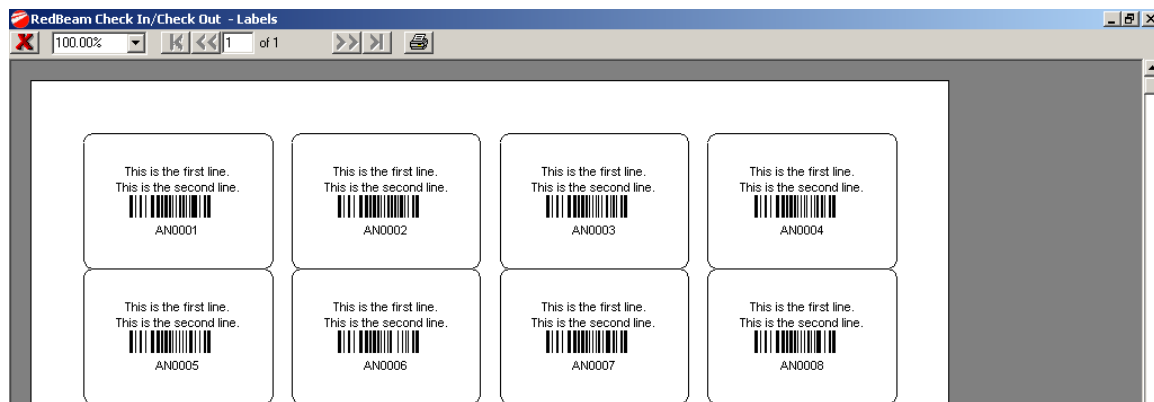 RedBeam Check In/Check Out - Labels
100.00% 1 of 1
This is the first line. This is the first line. This is the first line. This is the first line.
This is the second line. This is the second line. This is the second line. This is the second line.
AN0001 AN0002 AN0003 AN0004
This is the first line. This is the first line. This is the first line. This is the first line.
This is the second line. This is the second line. This is the second line. This is the second line.
AN0005 AN0006 AN0007 AN0008